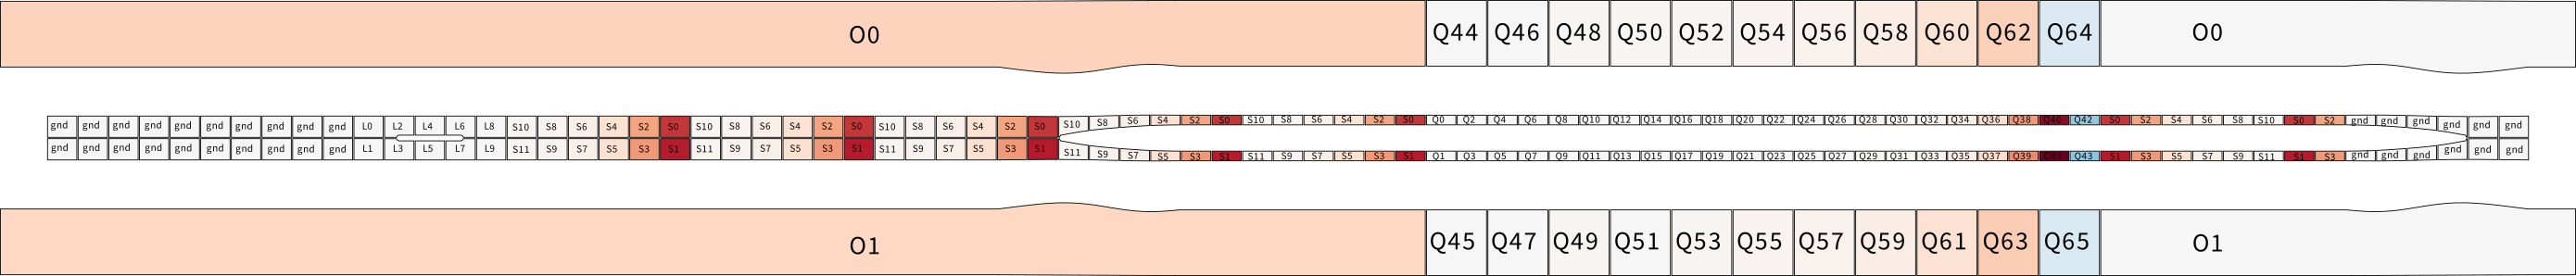 O0 Q44 Q46 Q48 Q50 Q52 Q54 Q56 Q58 Q60 Q62 Q64 O0
gnd gnd gnd gnd gnd gnd gnd gnd gnd gnd L0 L2 L4 L6 L8 S10 S8 S6 S4 S2 S0 S10 S8 S6 S4 S2 S0 S10 S8 S6 S4 S2 S0 S10 S8 S6 S4 S2 S0 S10 S8 S6 S4 S2 S0 Q0 Q2 Q4 Q6 Q8 Q10 Q12 Q14 Q16 Q18 Q20 Q22 Q24 Q26 Q28 Q30 Q32 Q34 Q36 Q38 Q40 Q42 S0 S2 S4 S6 S8 S10 S0 S2 gnd gnd gnd gnd gnd gnd
gnd gnd gnd gnd gnd gnd gnd gnd gnd gnd L1 L3 L5 L7 L9 S11 S9 S7 S5 S3 S1 S11 S9 S7 S5 S3 S1 S11 S9 S7 S5 S3 S1 S11 S9 S7 S5 S3 S1 S11 S9 S7 S5 S3 S1 Q1 Q3 Q5 Q7 Q9 Q11 Q13 Q15 Q17 Q19 Q21 Q23 Q25 Q27 Q29 Q31 Q33 Q35 Q37 Q39 Q41 Q43 S1 S3 S5 S7 S9 S11 S1 S3 gnd gnd gnd gnd gnd gnd
O1 Q45 Q47 Q49 Q51 Q53 Q55 Q57 Q59 Q61 Q63 Q65 O1